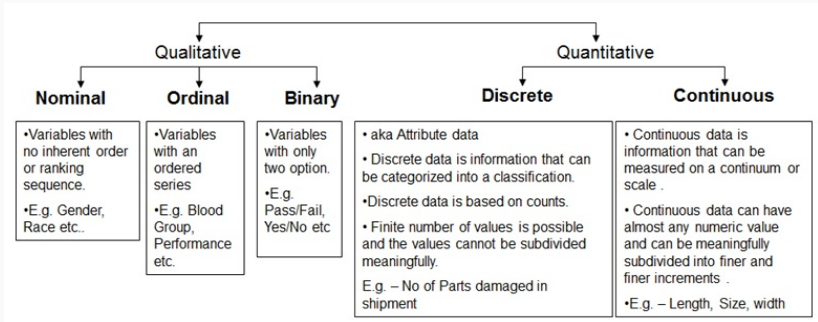 Qualitative
Quantitative
Nominal
Ordinal
Binary
Discrete
Continuous
•Variables with
no inherent order
or ranking
sequence.
•E.g. Gender,
Race etc..
•Variables
with an
ordered
series
•E.g. Blood
Group,
Performance
etc.
•Variables
with only
two option.
•E.g.
Pass/Fail,
Yes/No etc
• aka Attribute data
• Discrete data is information that can
be categorized into a classification.
•Discrete data is based on counts.
• Finite number of values is possible
and the values cannot be subdivided
meaningfully.
E.g. – No of Parts damaged in
shipment
• Continuous data is
information that can be
measured on a continuum or
scale .
• Continuous data can have
almost any numeric value
and can be meaningfully
subdivided into finer and
finer increments .
•E.g. – Length, Size, width